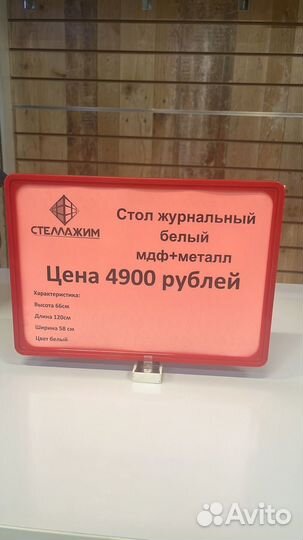 СТЕЛЛАЖИМ
Стол журнальный
белый
мдф+металл
Цена 4900 рублей
Характеристика:
Высота 66см
Длина 120см
Ширина 58 см
Цвет белый
Avito